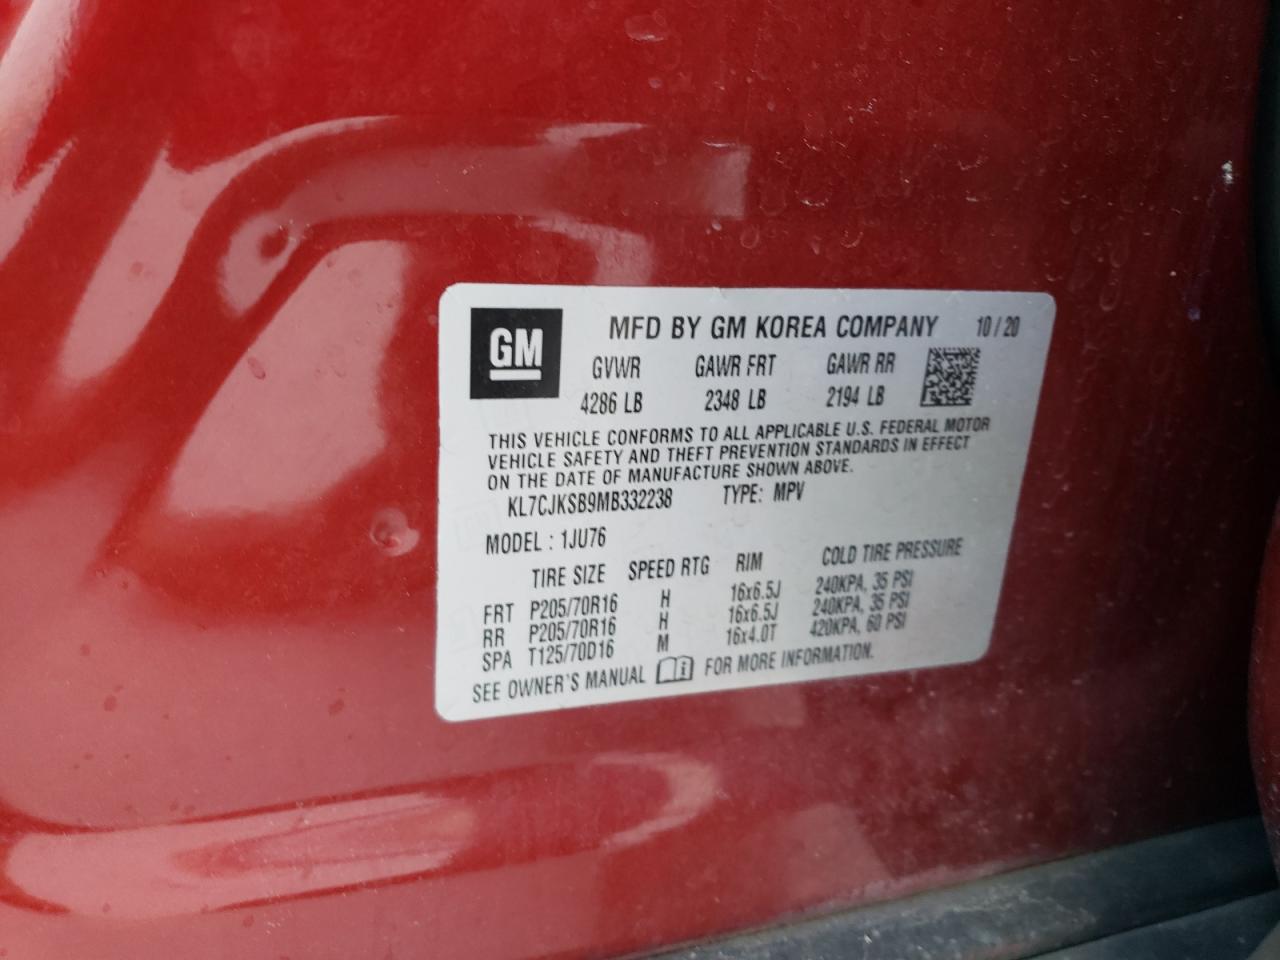 GM
MFD BY GM KOREA COMPANY 10/20
GVWR GAWR FRT GAWR RR
4286 LB 2348 LB 2194 LB
THIS VEHICLE CONFORMS TO ALL APPLICABLE U.S. FEDERAL MOTOR
VEHICLE SAFETY AND THEFT PREVENTION STANDARDS IN EFFECT
ON THE DATE OF MANUFACTURE SHOWN ABOVE.
KL7CJKSB9MB332238 TYPE: MPV
MODEL : 1JU76
TIRE SIZE SPEED RTG RIM COLD TIRE PRESSURE
FRT P205/70R16 H 16x6.5J 240KPA, 35 PSI
RR P205/70R16 H 16x6.5J 240KPA, 35 PSI
SPA T125/70D16 M 16x4.0T 420KPA, 60 PSI
SEE OWNER'S MANUAL FOR MORE INFORMATION.